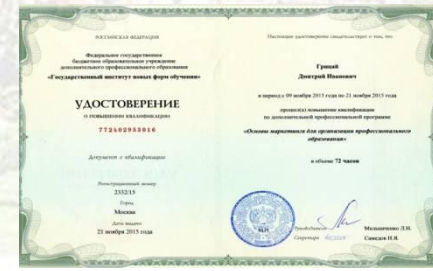 РОССИЙСКАЯ ФЕДЕРАЦИЯ
Федеральное государственное
бюджетное образовательное учреждение
дополнительного профессионального образования
«Государственный институт новых форм обучения»
УДОСТОВЕРЕНИЕ
О ПОВЫШЕНИИ КВАЛИФИКАЦИИ
772402953016
Документ о квалификации
Регистрационный номер
2332/15
Город
Москва
Дата выдачи
21 ноября 2015 года
Настоящее удостоверение свидетельствует о том, что
Грицай
Дмитрий Иванович
в период с 09 ноября 2015 года по 21 ноября 2015 года
прошел(а) повышение квалификации
по дополнительной профессиональной программе
«Основы маркетинга для организации профессионального
образования»
в объеме 72 часов
М.П.
Руководитель
Мельниченко Л.Н.
Секретарь
Самедов Н.Я.